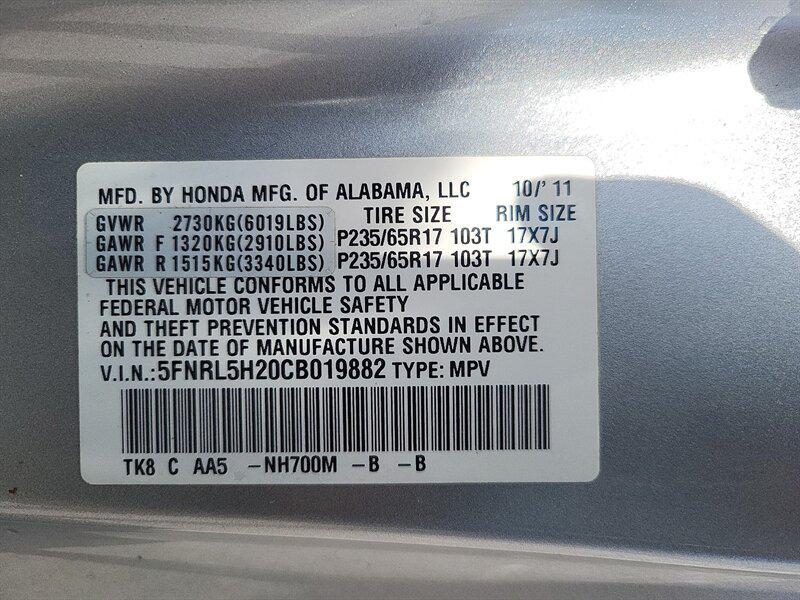 MFD. BY HONDA MFG. OF ALABAMA, LLC 10/'11
GVWR 2730KG(6019LBS) TIRE SIZE RIM SIZE
GAWR F 1320KG(2910LBS) P235/65R17 103T 17X7J
GAWR R 1515KG(3340LBS) P235/65R17 103T 17X7J
THIS VEHICLE CONFORMS TO ALL APPLICABLE
FEDERAL MOTOR VEHICLE SAFETY
AND THEFT PREVENTION STANDARDS IN EFFECT
ON THE DATE OF MANUFACTURE SHOWN ABOVE.
V.I.N.:5FNRL5H20CB019882 TYPE: MPV
TK8 C AA5 -NH700M -B -B